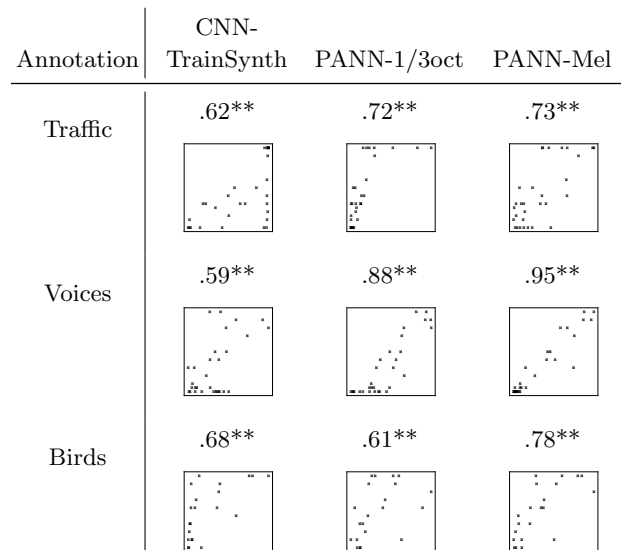 CNN-
Annotation TrainSynth PANN-1/3oct PANN-Mel
.62** .72** .73**
Traffic
.59** .88** .95**
Voices
.68** .61** .78**
Birds